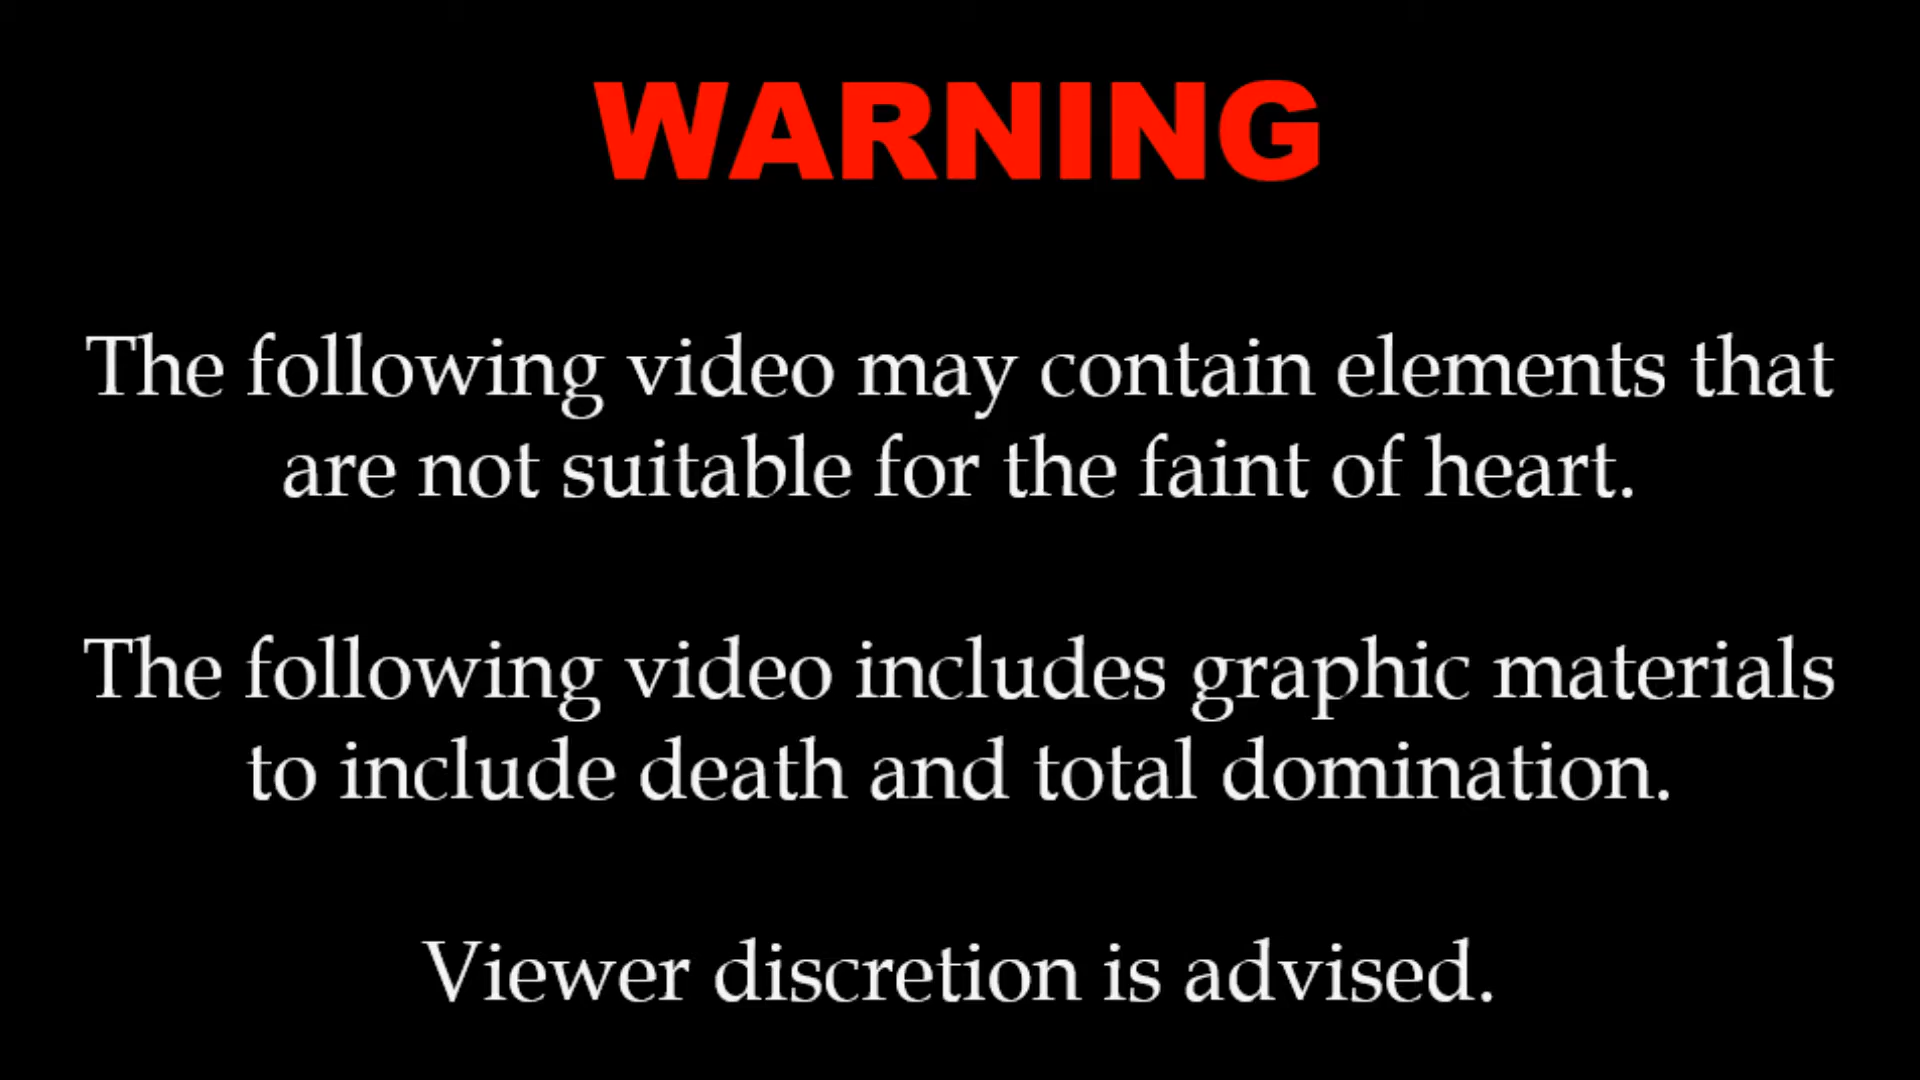 WARNING
The following video may contain elements that
are not suitable for the faint of heart.
The following video includes graphic materials
to include death and total domination.
Viewer discretion is advised.